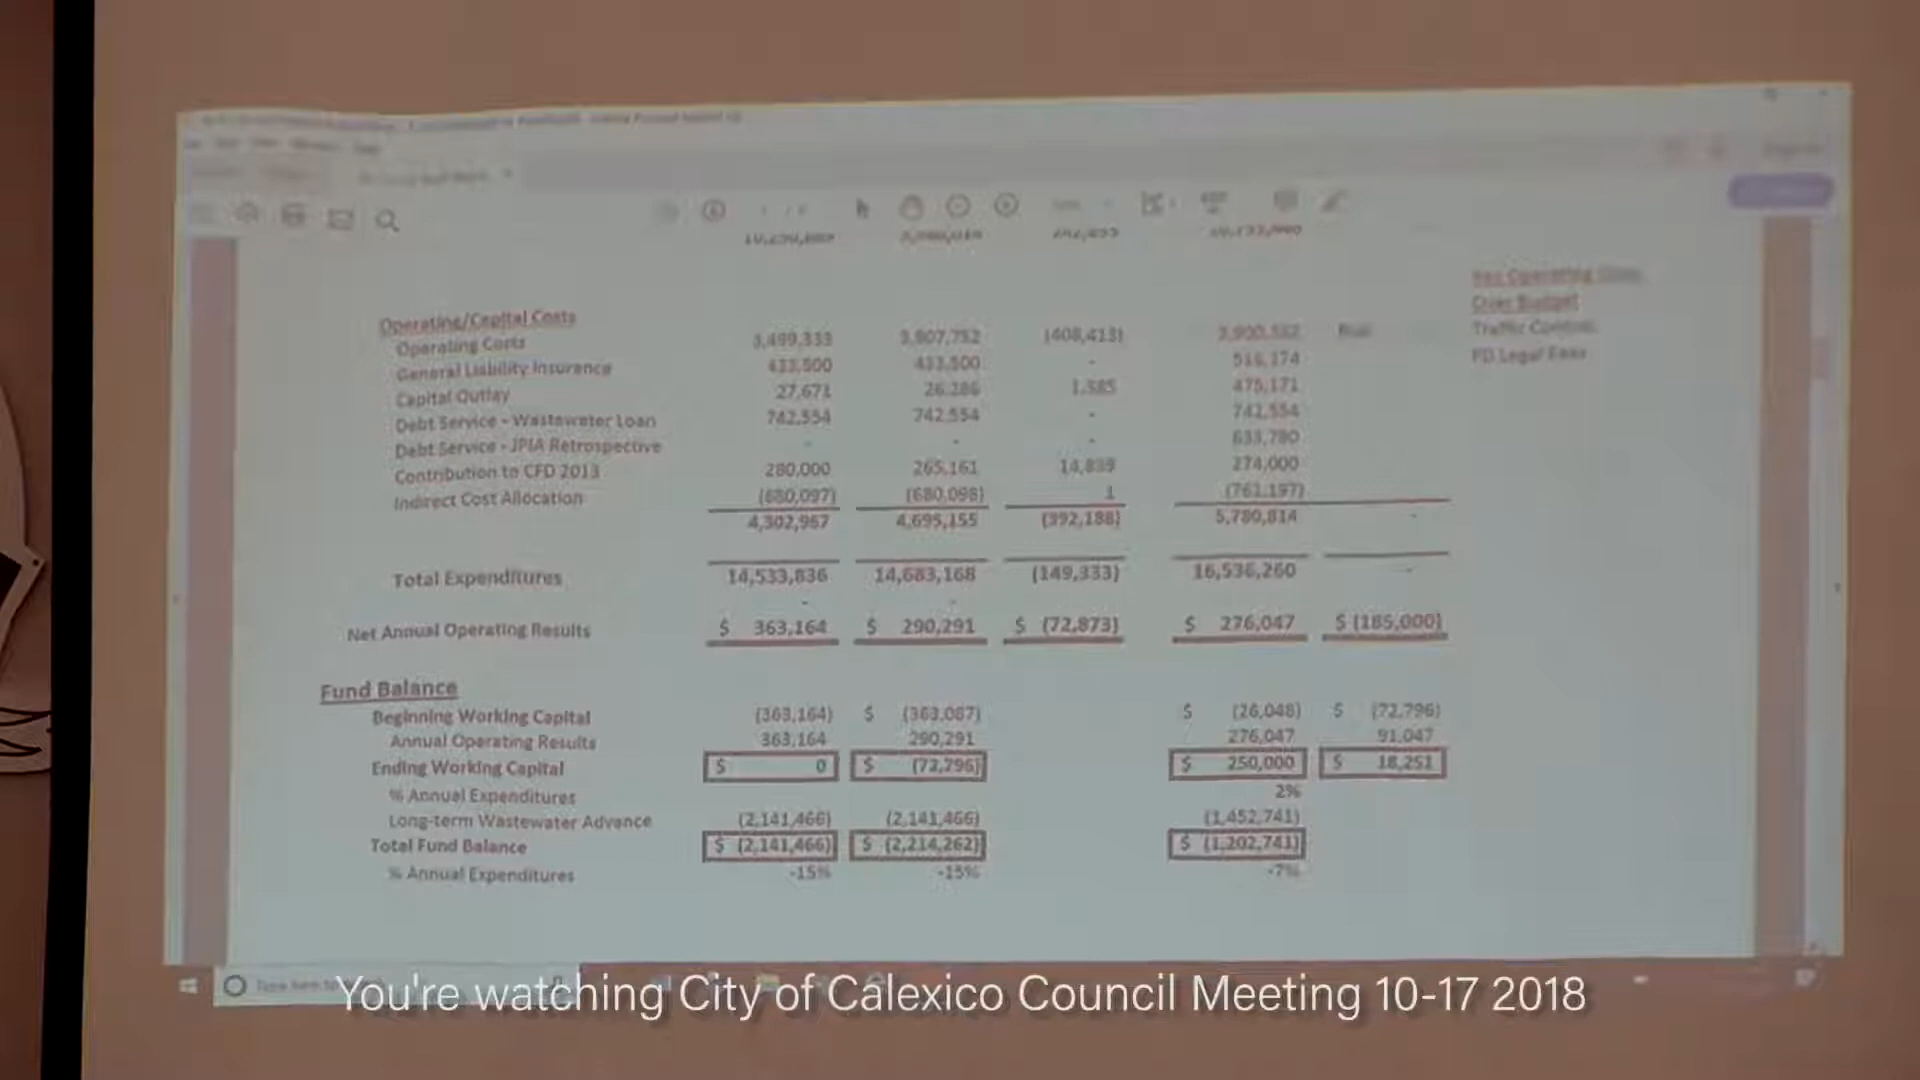 Operating/Capital Costs
Operating Costs 3,499,333 3,907,752 (408,413)
General Liability Insurance 433,500 433,500 - 516,174
Capital Outlay 27,671 26,286 1,385 475,171
Debt Service - Wastewater Loan 742,554 742,554 - 742,554
Debt Service - JPIA Retrospective - - - 633,780
Contribution to CFD 2013 280,000 265,161 14,839 274,000
Indirect Cost Allocation (680,097) (680,098) 1 (761,197)
4,302,967 4,695,155 (392,188) 5,780,814 -
Total Expenditures 14,533,836 14,683,168 (149,333) 16,536,260 -
Net Annual Operating Results $ 363,164 $ 290,291 $ (72,873) $ 276,047 $ (185,000)
Fund Balance
Beginning Working Capital (363,164) $ (363,087) $ (26,048) $ (72,796)
Annual Operating Results 363,164 290,291 276,047 91,047
Ending Working Capital $ 0 $ (72,796) $ 250,000 $ 18,251
% Annual Expenditures 2%
Long-term Wastewater Advance (2,141,466) (2,141,466) (1,452,741)
Total Fund Balance $ (2,141,466) $ (2,214,262) $ (1,202,741)
% Annual Expenditures -15% -15% -7%
Over Budget
Traffic Control
PD Legal Fees
You're watching City of Calexico Council Meeting 10-17 2018